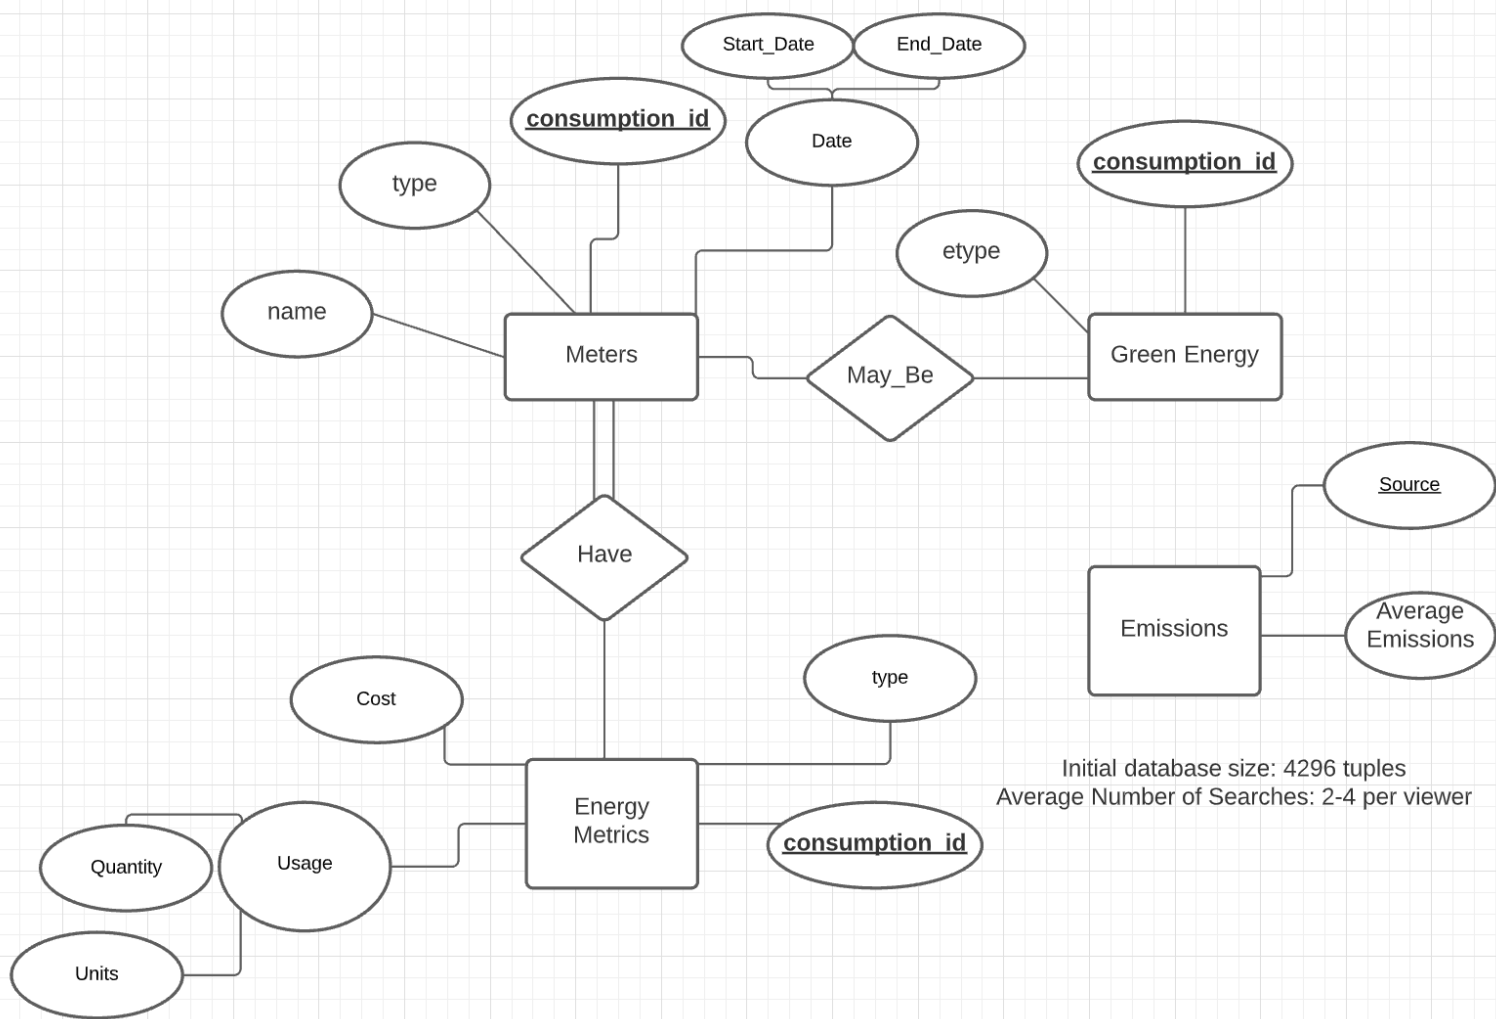 Start_Date
End_Date
consumption_id
Date
consumption_id
type
etype
name
Meters
May_Be
Green Energy
Source
Have
Emissions
Average
Emissions
type
Cost
Initial database size: 4296 tuples
Average Number of Searches: 2-4 per viewer
Energy
Metrics
consumption_id
Usage
Quantity
Units